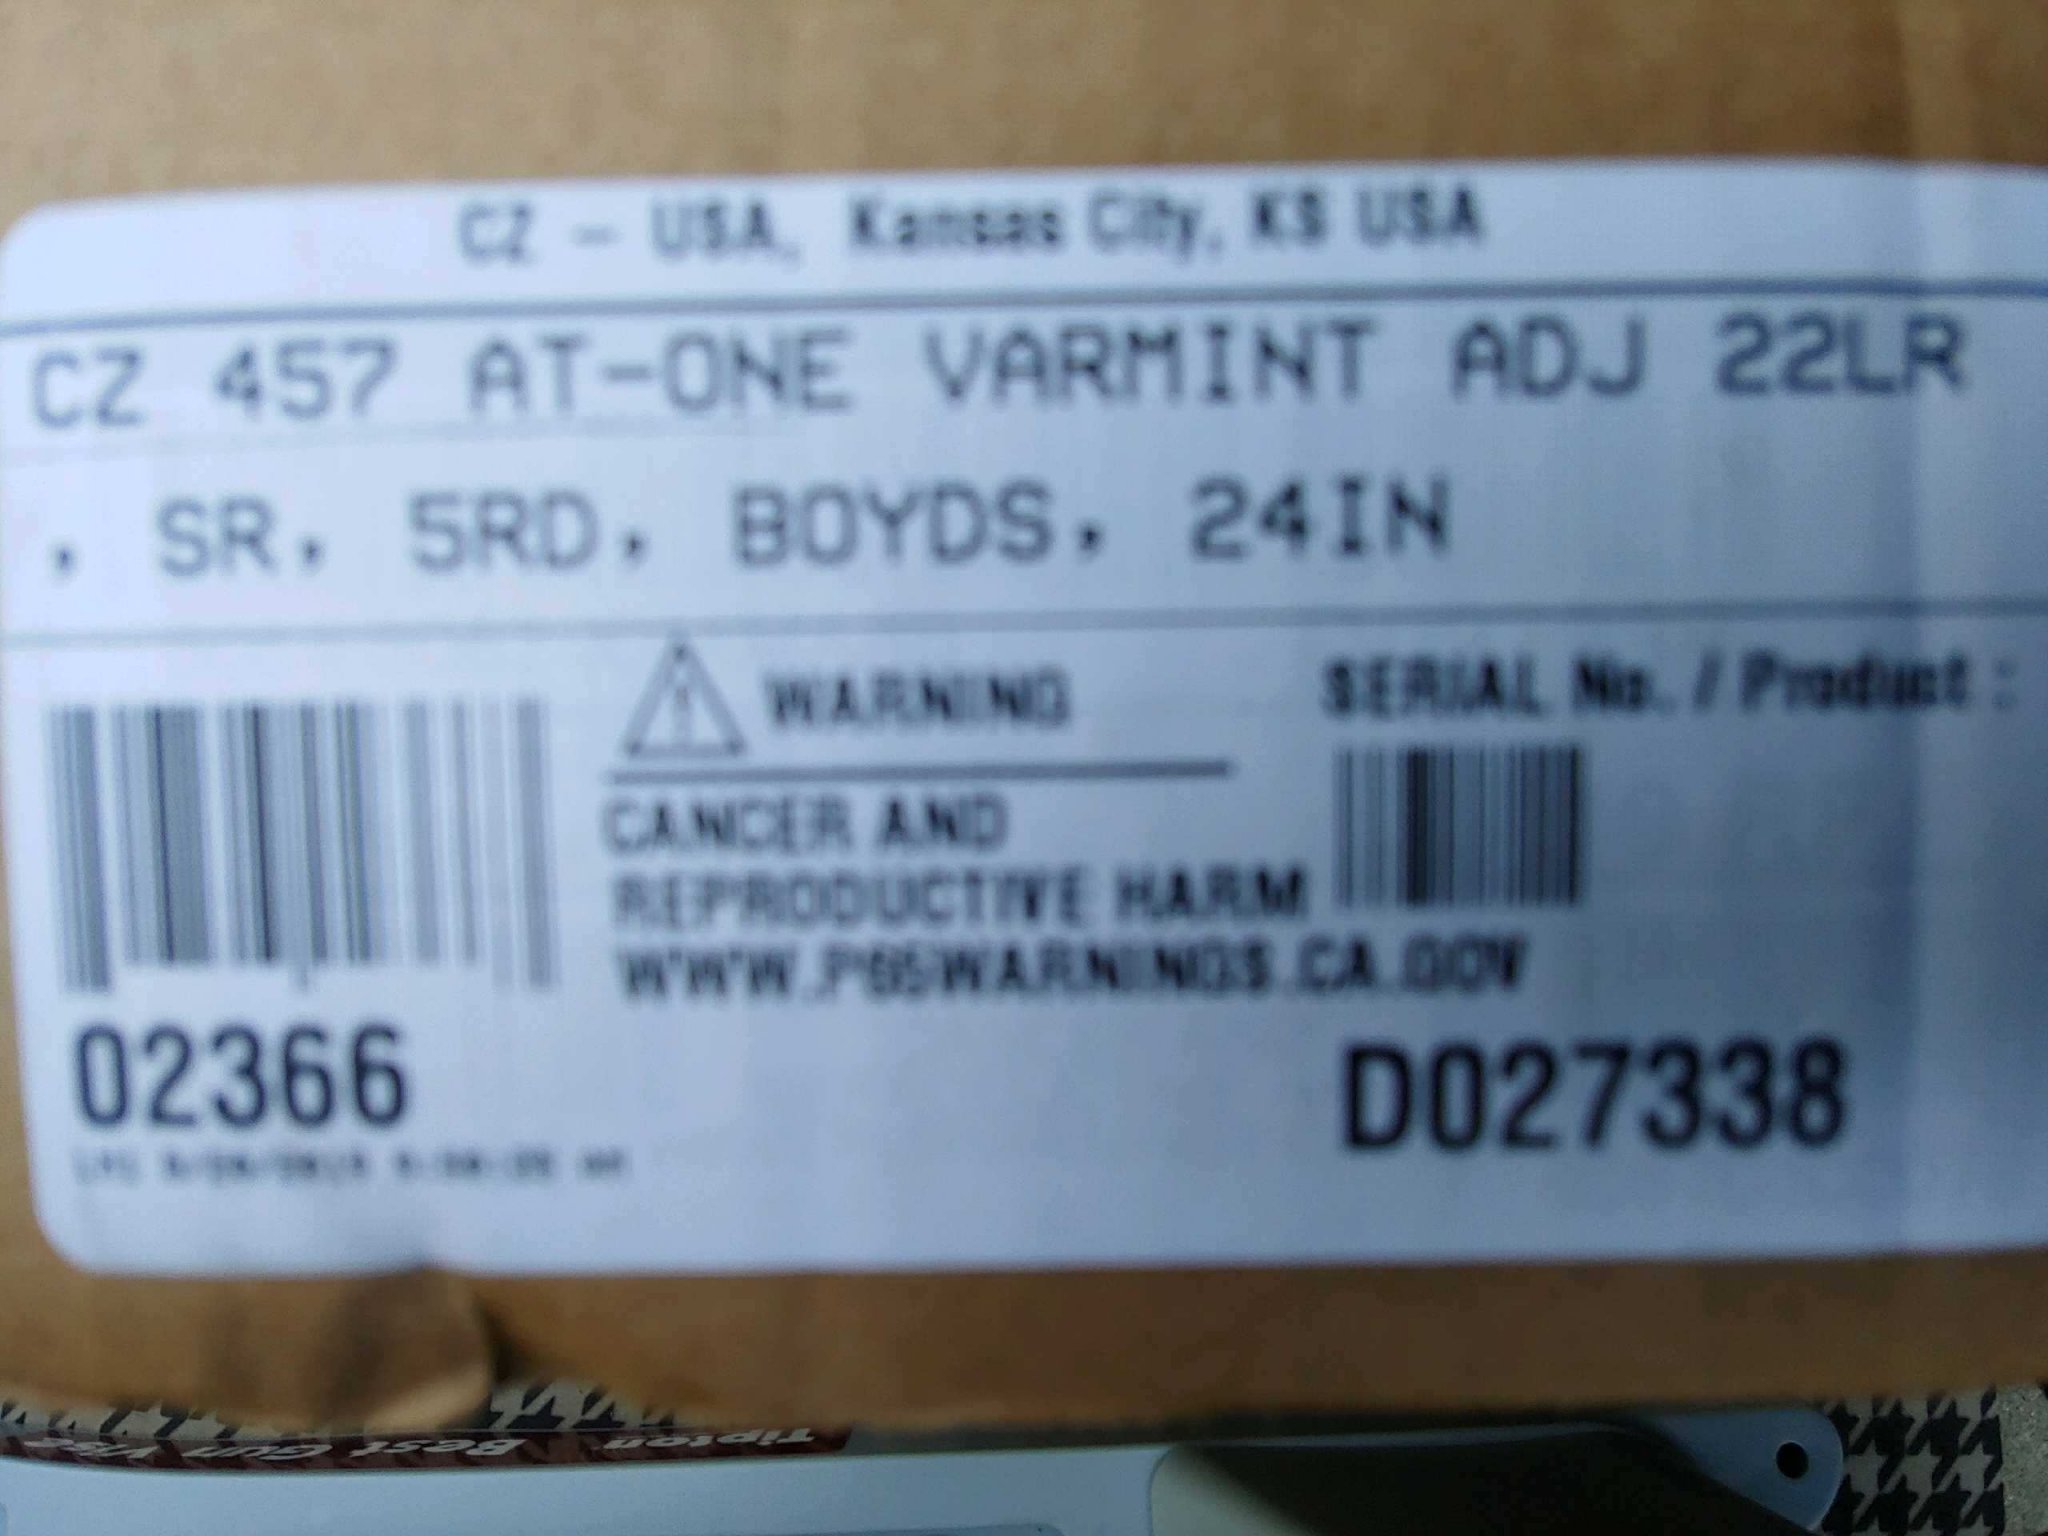 CZ - USA, Kansas City, KS USA
CZ 457 AT-ONE VARMINT ADJ 22LR
, SR, 5RD, BOYDS, 24IN
WARNING
SERIAL No. / Product :
CANCER AND
REPRODUCTIVE HARM
WWW.P65WARNINGS.CA.GOV
02366
D027338
Tipton Best Gun Vise